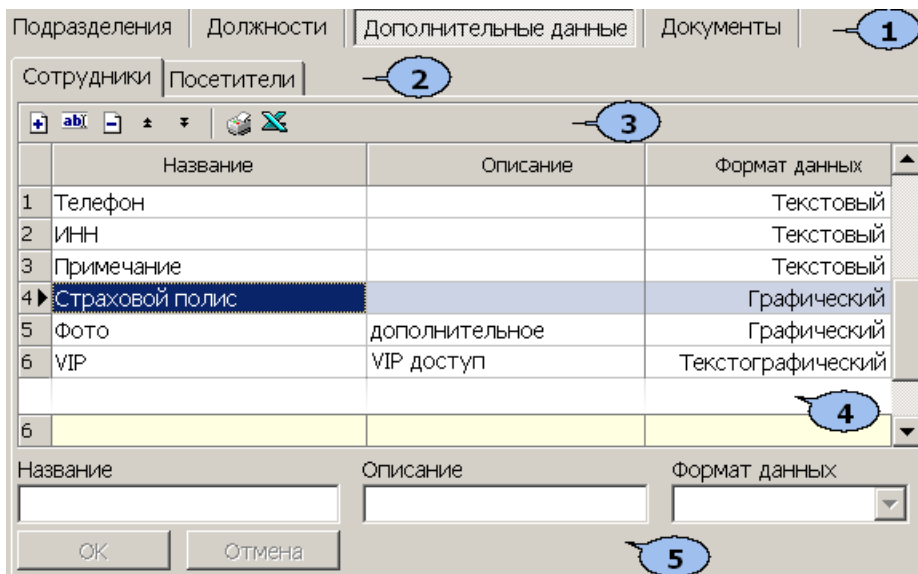 Подразделения Должности Дополнительные данные Документы 1
Сотрудники Посетители 2
abI 3
Название Описание Формат данных
1 Телефон Текстовый
2 ИНН Текстовый
3 Примечание Текстовый
4 Страховой полис Графический
5 Фото дополнительное Графический
6 VIP VIP доступ Текстографический
4
6
Название Описание Формат данных
OK Отмена 5